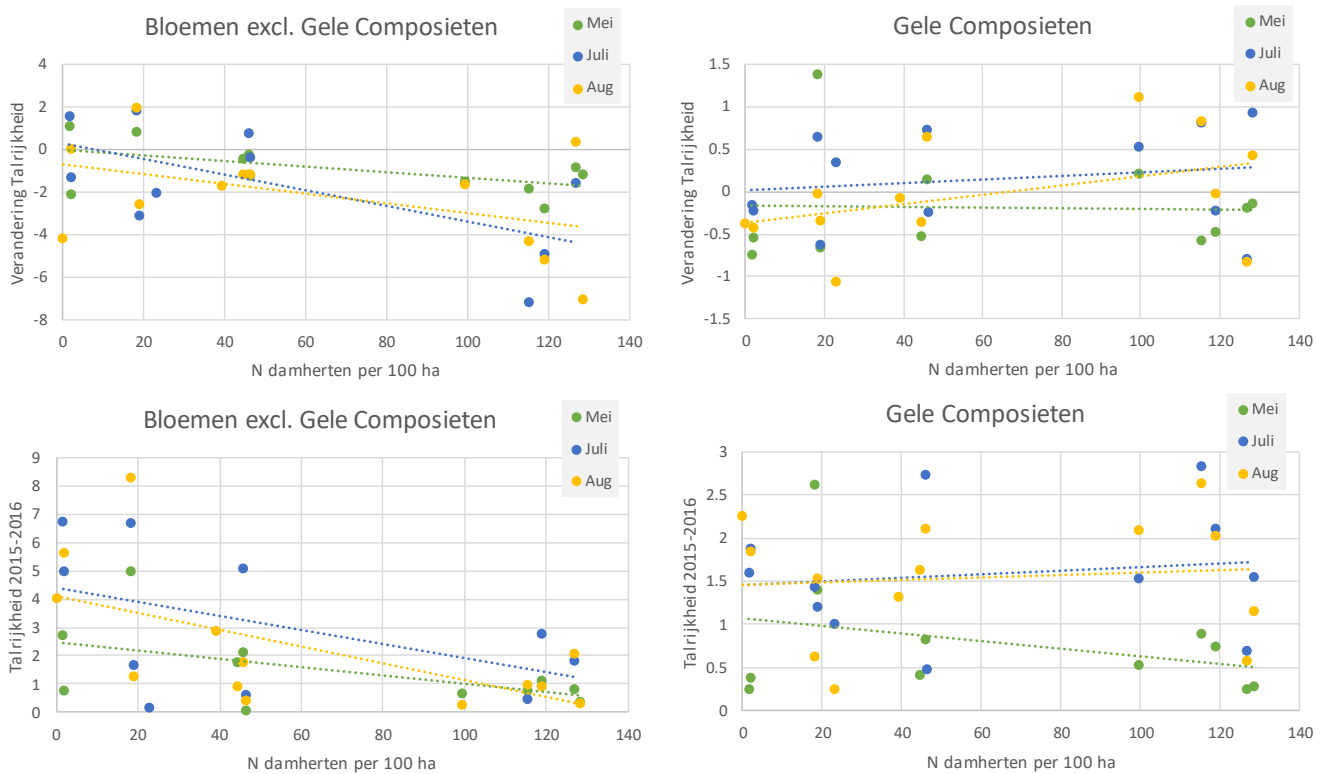 Bloemen excl. Gele Composieten
Mei
Juli
Aug
Verandering Talrijkheid
4
2
0
-2
-4
-6
-8
0 20 40 60 80 100 120 140
N damherten per 100 ha
Gele Composieten
Mei
Juli
Aug
Verandering Talrijkheid
1.5
1
0.5
0
-0.5
-1
-1.5
0 20 40 60 80 100 120 140
N damherten per 100 ha
Bloemen excl. Gele Composieten
Mei
Juli
Aug
Talrijkheid 2015-2016
9
8
7
6
5
4
3
2
1
0
0 20 40 60 80 100 120 140
N damherten per 100 ha
Gele Composieten
Mei
Juli
Aug
Talrijkheid 2015-2016
3
2.5
2
1.5
1
0.5
0
0 20 40 60 80 100 120 140
N damherten per 100 ha